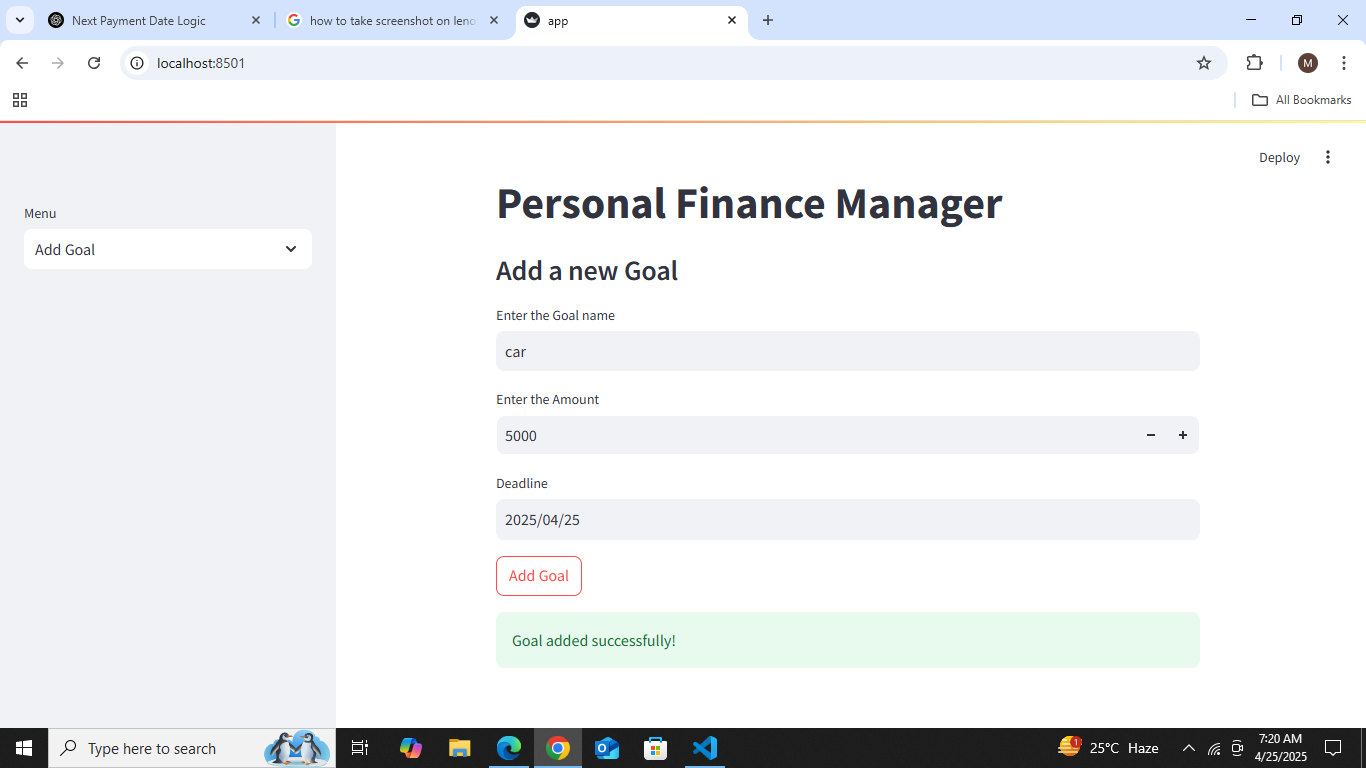 Next Payment Date Logic
how to take screenshot on leno
app
localhost:8501
M
All Bookmarks
Deploy
Menu
Add Goal
Personal Finance Manager
Add a new Goal
Enter the Goal name
car
Enter the Amount
5000
Deadline
2025/04/25
Add Goal
Goal added successfully!
Type here to search
1
25°C Haze
7:20 AM
4/25/2025